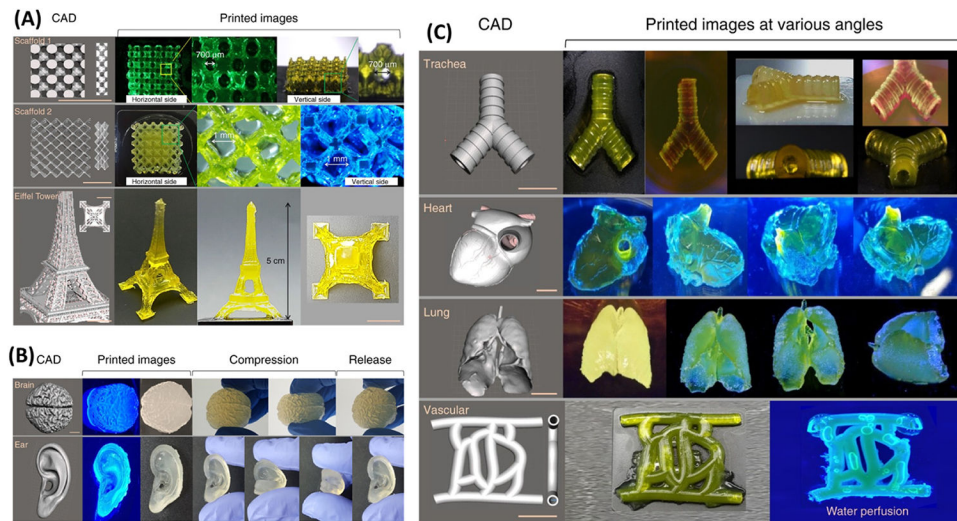 (A)
CAD
Printed images
Scaffold 1
700 µm
700 µm
Horizontal side
Vertical side
Scaffold 2
1 mm
1 mm
Horizontal side
Vertical side
Eiffel Tower
5 cm
(B)
CAD
Printed images
Compression
Release
Brain
Ear
(C)
CAD
Printed images at various angles
Trachea
Heart
Lung
Vascular
Water perfusion